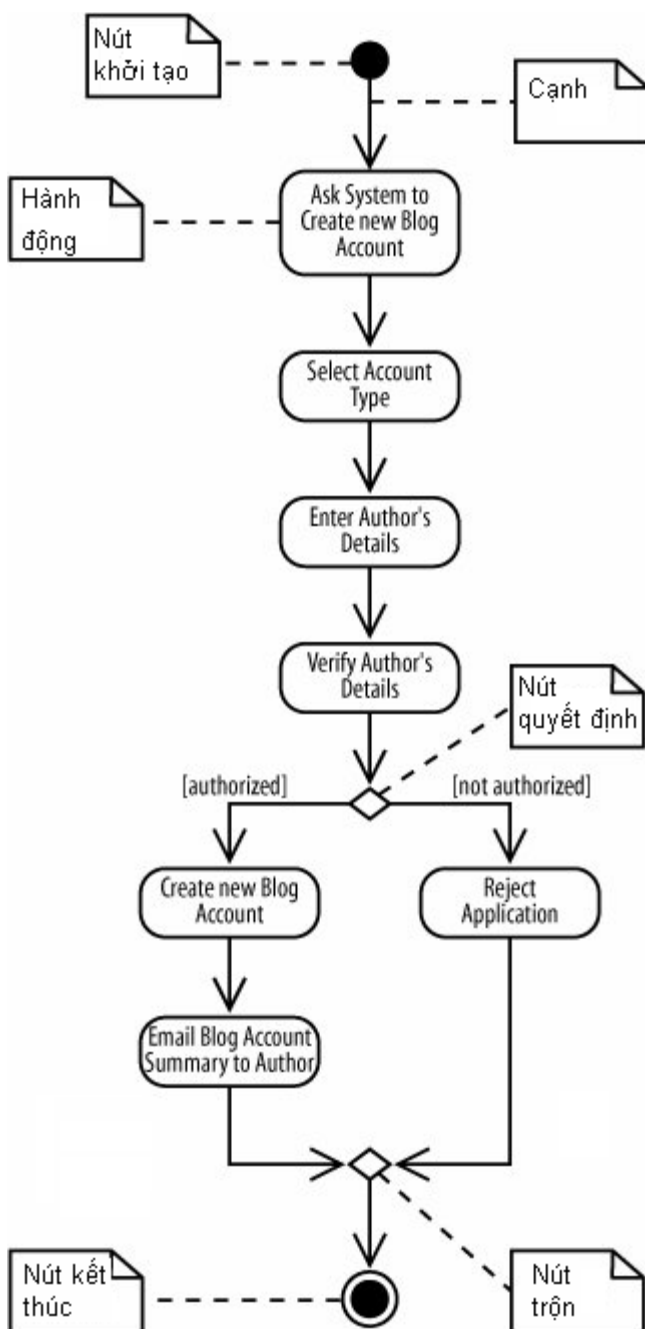 Nút
khởi tạo
Cạnh
Ask System to
Create new Blog
Account
Hành
động
Select Account
Type
Enter Author's
Details
Verify Author's
Details
Nút
quyết định
[authorized]
[not authorized]
Create new Blog
Account
Reject
Application
Email Blog Account
Summary to Author
Nút kết
thúc
Nút
trộn